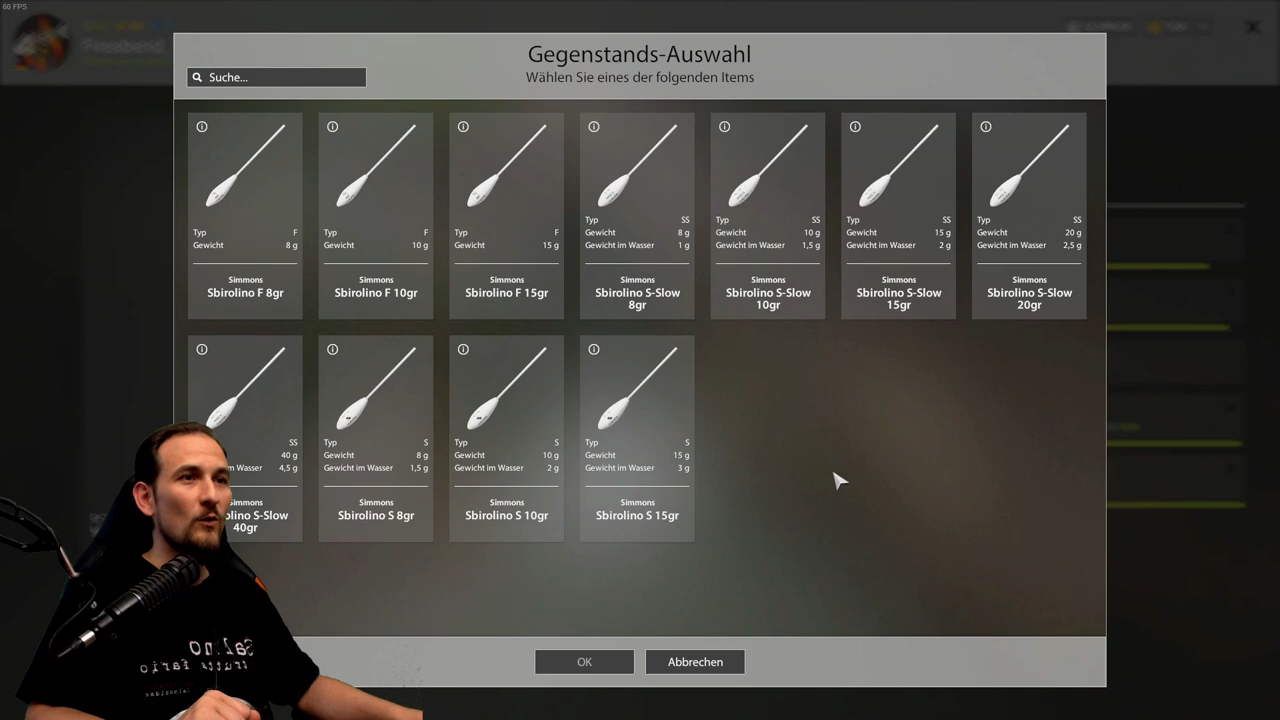 60 FPS
Gegenstands-Auswahl
Suche...
Wählen Sie eines der folgenden Items
Typ F
Gewicht 8 g
Simmons
Sbirolino F 8gr
Typ F
Gewicht 10 g
Simmons
Sbirolino F 10gr
Typ F
Gewicht 15 g
Simmons
Sbirolino F 15gr
Typ SS
Gewicht 8 g
Gewicht im Wasser 1 g
Simmons
Sbirolino S-Slow
8gr
Typ SS
Gewicht 10 g
Gewicht im Wasser 1,5 g
Simmons
Sbirolino S-Slow
10gr
Typ SS
Gewicht 15 g
Gewicht im Wasser 2 g
Simmons
Sbirolino S-Slow
15gr
Typ SS
Gewicht 20 g
Gewicht im Wasser 2,5 g
Simmons
Sbirolino S-Slow
20gr
SS
40 g
m Wasser 4,5 g
Simmons
olino S-Slow
40gr
Typ S
Gewicht 8 g
Gewicht im Wasser 1,5 g
Simmons
Sbirolino S 8gr
Typ S
Gewicht 10 g
Gewicht im Wasser 2 g
Simmons
Sbirolino S 10gr
Typ S
Gewicht 15 g
Gewicht im Wasser 3 g
Simmons
Sbirolino S 15gr
OK
Abbrechen